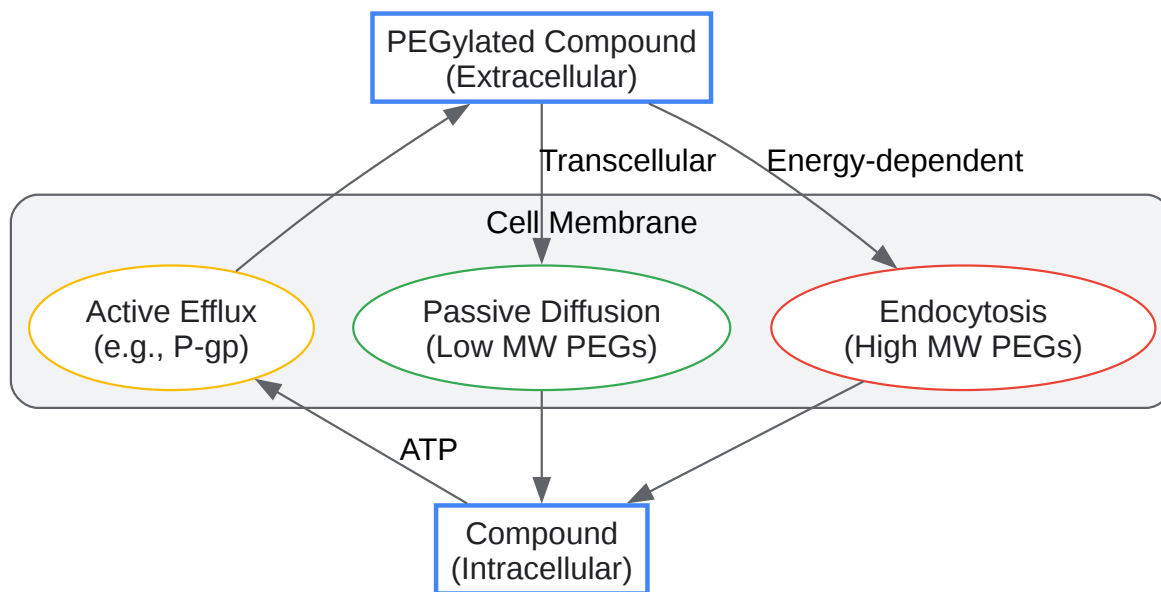 PEGylated Compound
(Extracellular)
Transcellular
Energy-dependent
Cell Membrane
Active Efflux
(e.g., P-gp)
Passive Diffusion
(Low MW PEGs)
Endocytosis
(High MW PEGs)
ATP
Compound
(Intracellular)